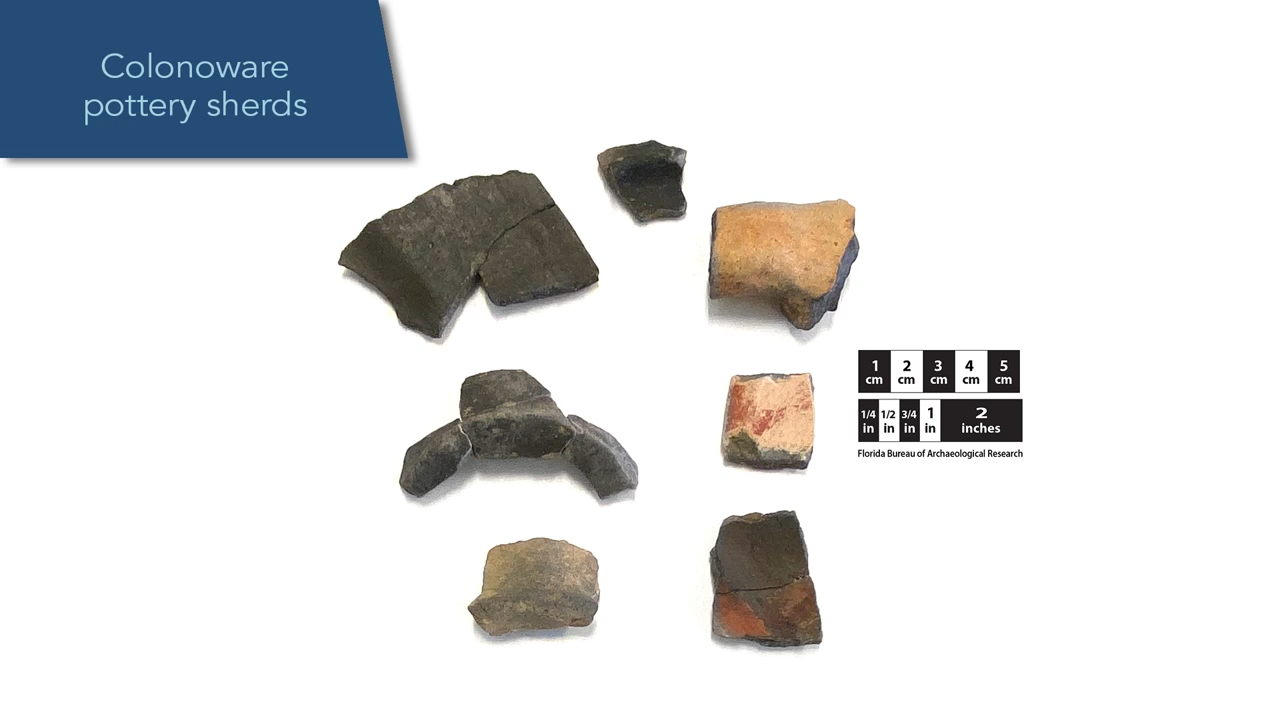 Colonoware
pottery sherds
1 2 3 4 5
cm cm cm cm cm
1/4 1/2 3/4 1 2
in in in in inches
Florida Bureau of Archaeological Research